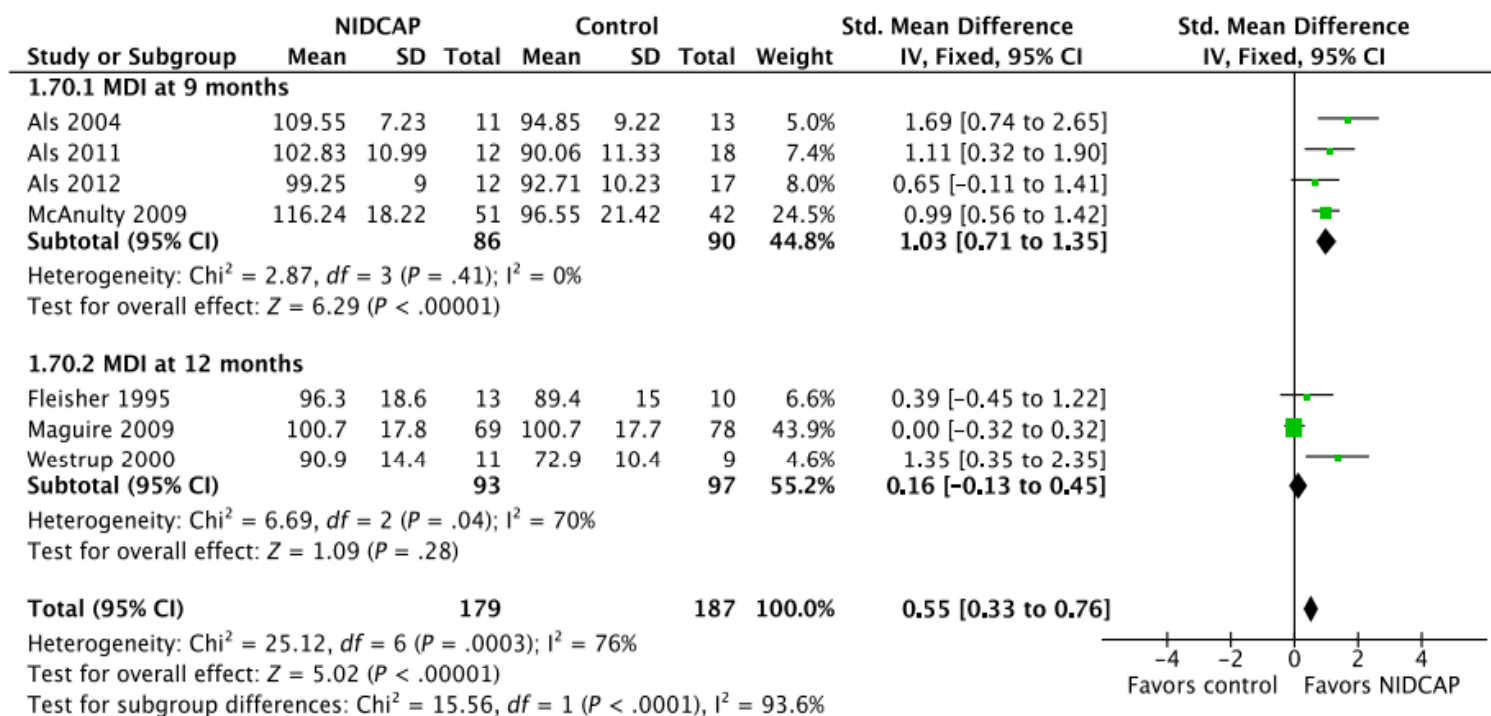 NIDCAP Control Std. Mean Difference Std. Mean Difference
Study or Subgroup Mean SD Total Mean SD Total Weight IV, Fixed, 95% CI IV, Fixed, 95% CI
1.70.1 MDI at 9 months
Als 2004 109.55 7.23 11 94.85 9.22 13 5.0% 1.69 [0.74 to 2.65]
Als 2011 102.83 10.99 12 90.06 11.33 18 7.4% 1.11 [0.32 to 1.90]
Als 2012 99.25 9 12 92.71 10.23 17 8.0% 0.65 [−0.11 to 1.41]
McAnulty 2009 116.24 18.22 51 96.55 21.42 42 24.5% 0.99 [0.56 to 1.42]
Subtotal (95% CI) 86 90 44.8% 1.03 [0.71 to 1.35]
Heterogeneity: Chi² = 2.87, df = 3 (P = .41); I² = 0%
Test for overall effect: Z = 6.29 (P < .00001)
1.70.2 MDI at 12 months
Fleisher 1995 96.3 18.6 13 89.4 15 10 6.6% 0.39 [−0.45 to 1.22]
Maguire 2009 100.7 17.8 69 100.7 17.7 78 43.9% 0.00 [−0.32 to 0.32]
Westrup 2000 90.9 14.4 11 72.9 10.4 9 4.6% 1.35 [0.35 to 2.35]
Subtotal (95% CI) 93 97 55.2% 0.16 [−0.13 to 0.45]
Heterogeneity: Chi² = 6.69, df = 2 (P = .04); I² = 70%
Test for overall effect: Z = 1.09 (P = .28)
Total (95% CI) 179 187 100.0% 0.55 [0.33 to 0.76]
Heterogeneity: Chi² = 25.12, df = 6 (P = .0003); I² = 76%
Test for overall effect: Z = 5.02 (P < .00001)
Test for subgroup differences: Chi² = 15.56, df = 1 (P < .0001), I² = 93.6%
−4 −2 0 2 4
Favors control Favors NIDCAP